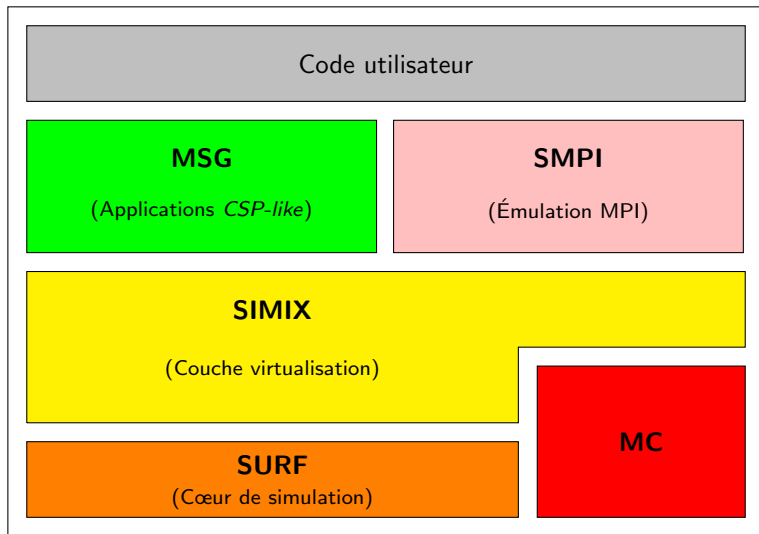 Code utilisateur
MSG
(Applications CSP-like)
SMPI
(Émulation MPI)
SIMIX
(Couche virtualisation)
MC
SURF
(Cœur de simulation)